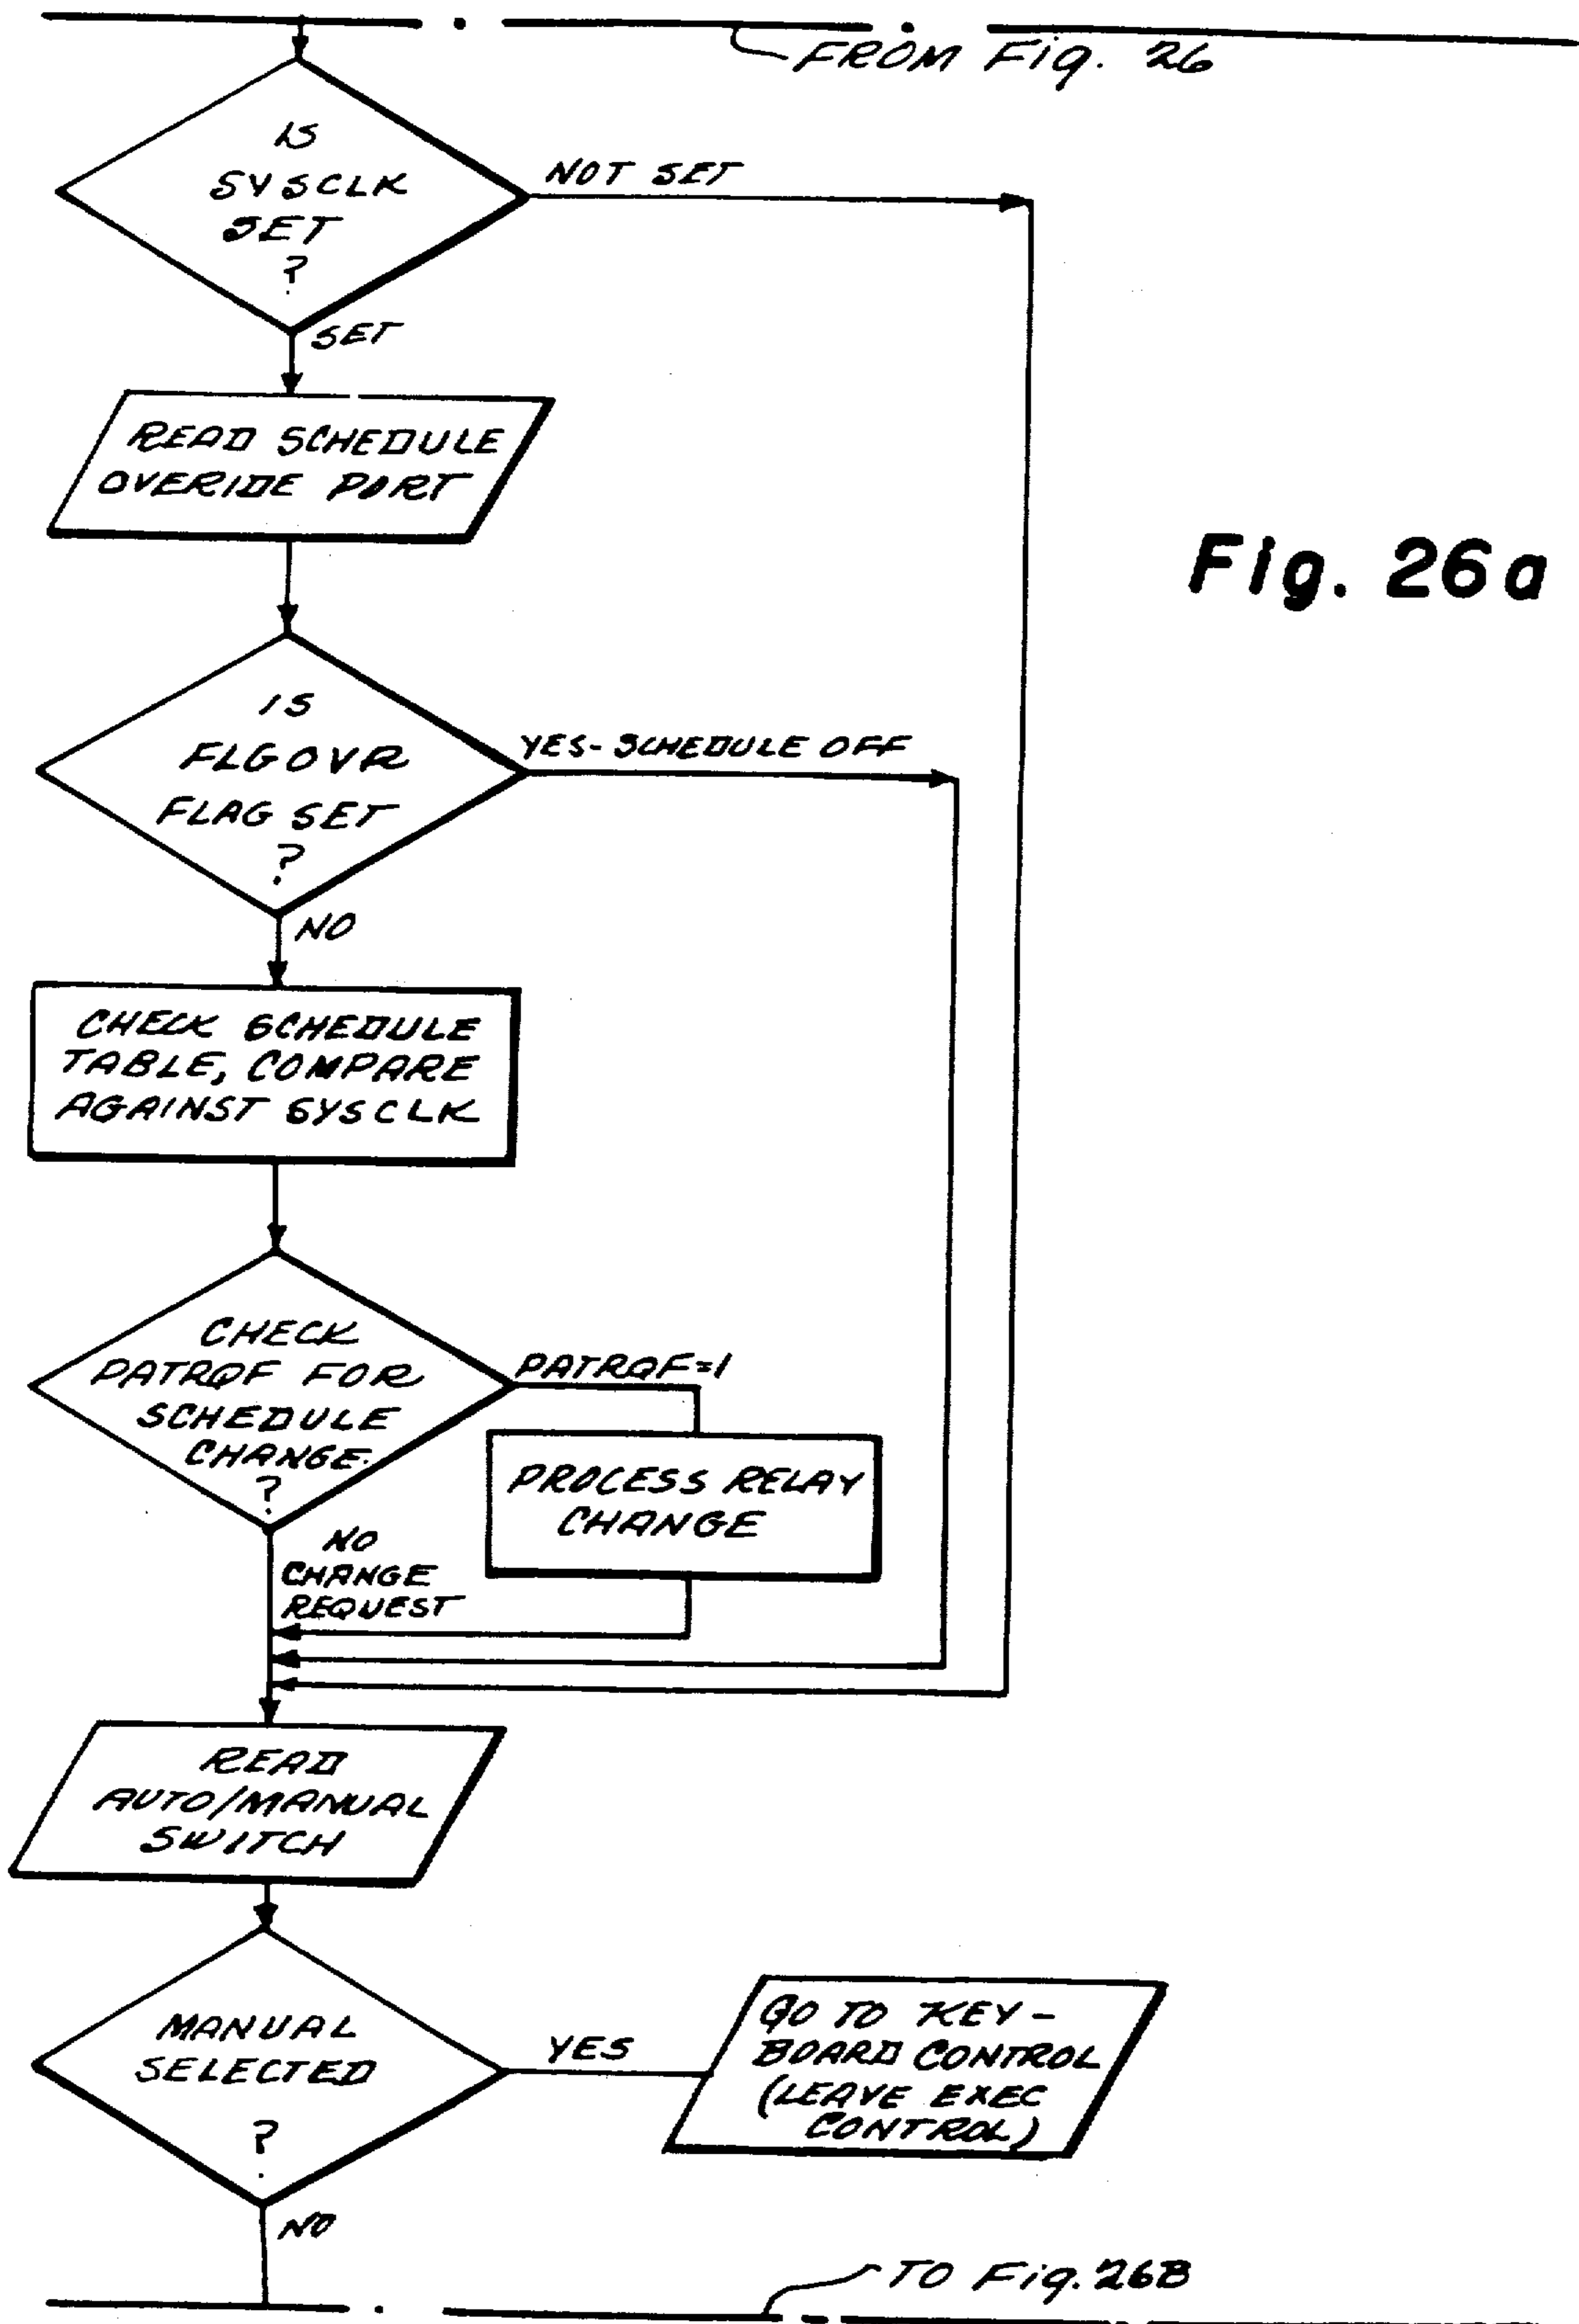 FROM Fig. 26
IS
SYSCLK
SET
?
NOT SET
SET
READ SCHEDULE
OVERIDE PORT
Fig. 26a
IS
FLGOVR
FLAG SET
?
YES-SCHEDULE OFF
NO
CHECK SCHEDULE
TABLE, COMPARE
AGAINST SYSCLK
CHECK
PATRQF FOR
SCHEDULE
CHANGE.
?
PATRQF=1
PROCESS RELAY
CHANGE
NO
CHANGE
REQUEST
READ
AUTO/MANUAL
SWITCH
MANUAL
SELECTED
?
YES
GO TO KEY-
BOARD CONTROL
(LEAVE EXEC
CONTROL)
NO
TO Fig. 26B